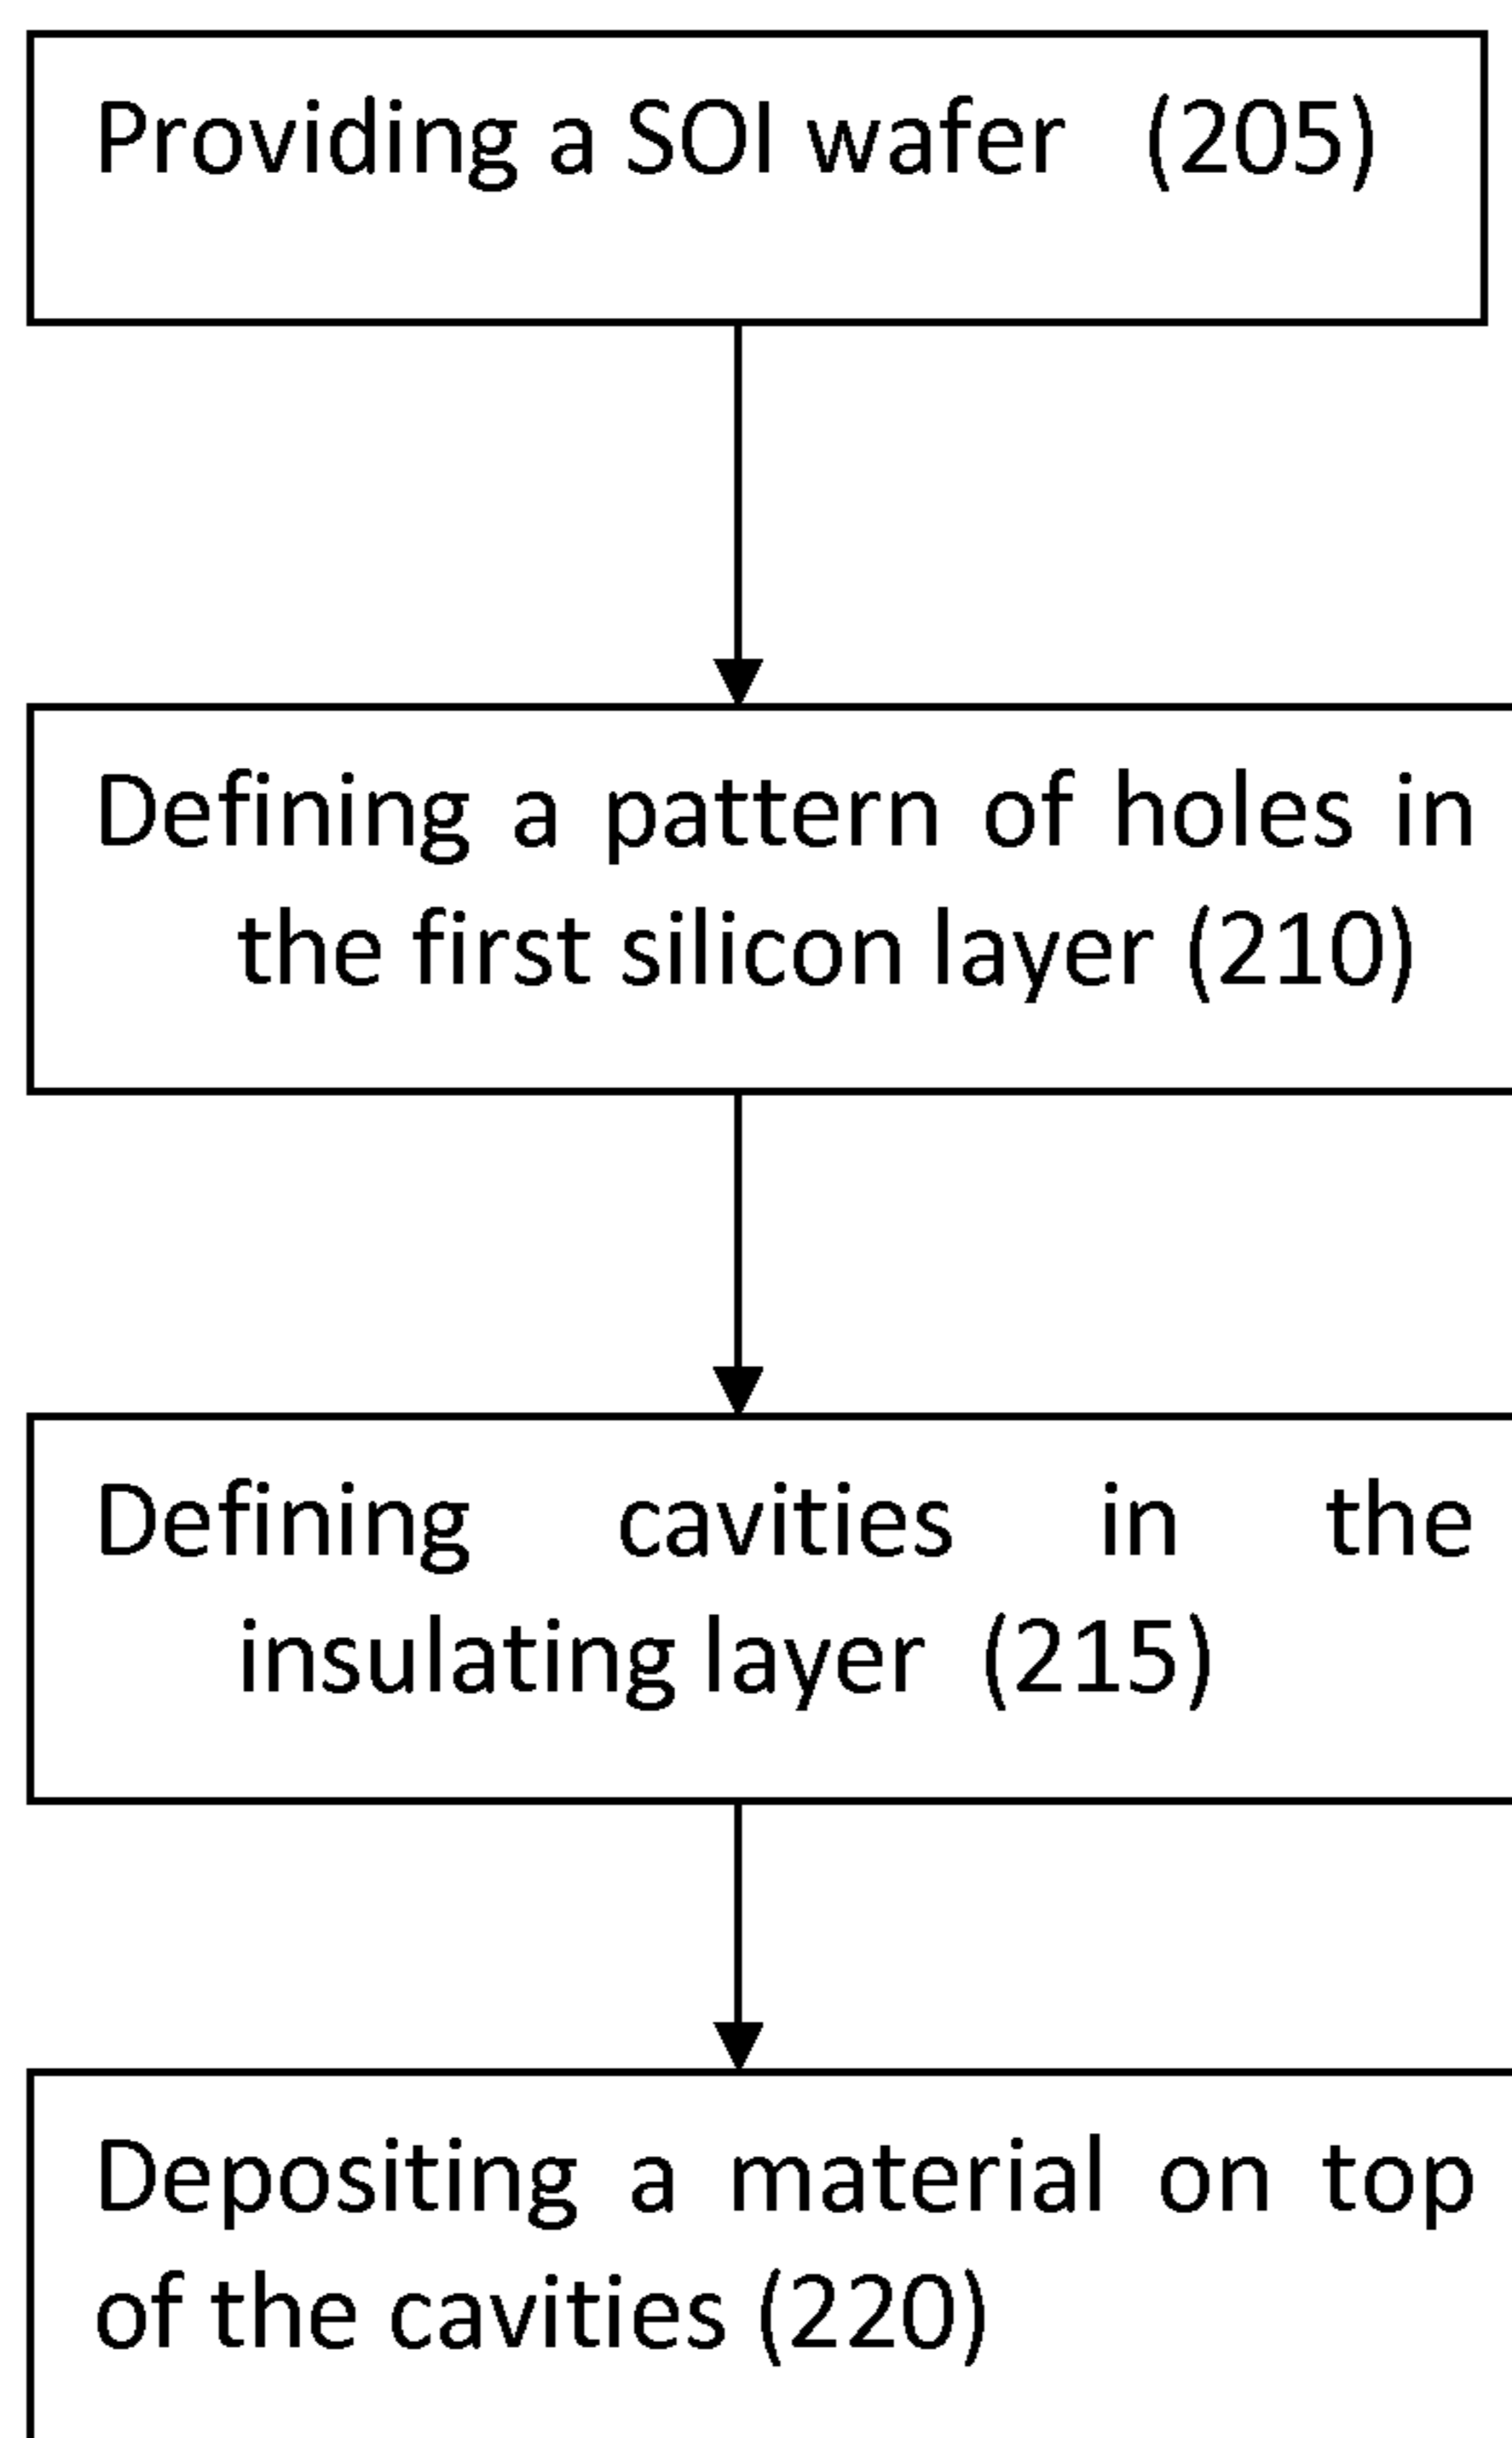 Providing a SOI wafer (205)
Defining a pattern of holes in
the first silicon layer (210)
Defining cavities in the
insulating layer (215)
Depositing a material on top
of the cavities (220)